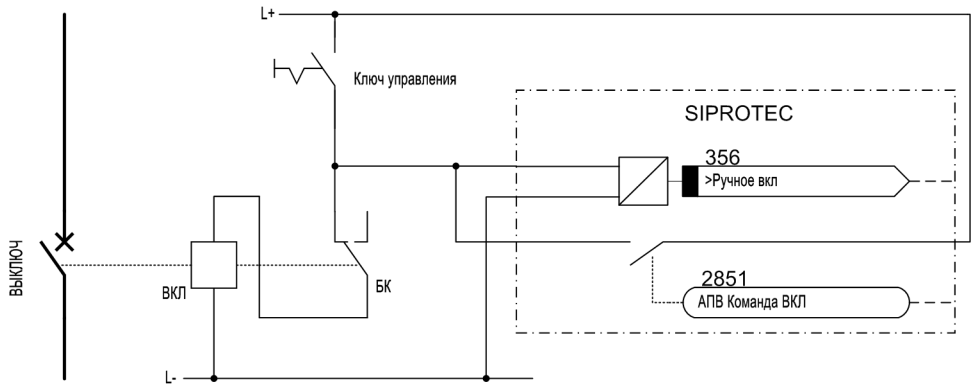 L+
Ключ управления
SIPROTEC
356
>Ручное вкл
ВЫКЛЮЧ
ВКЛ
БК
2851
АПВ Команда ВКЛ
L-